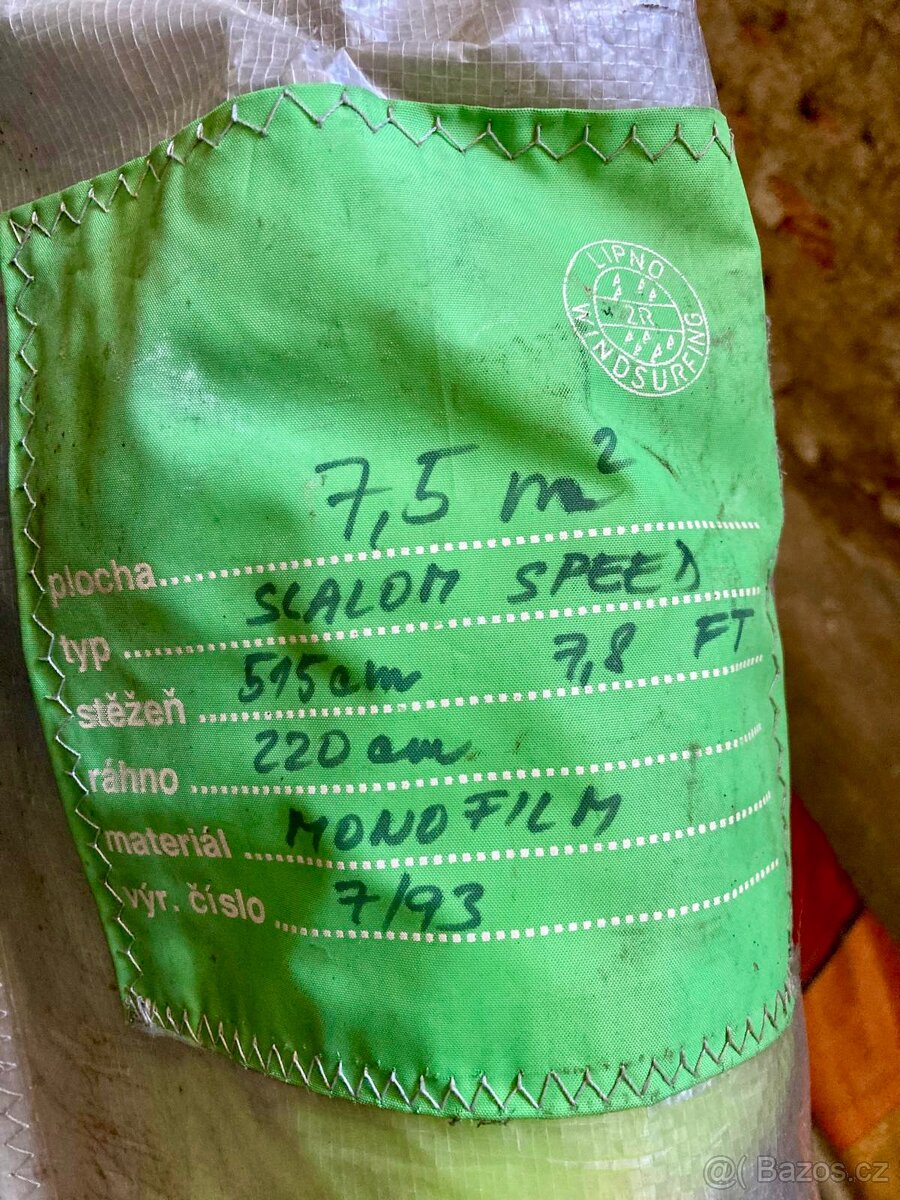 LIPNO
ZR
WINDSURFING
7,5 m²
plocha
typ SLALOM SPEED
stěžeň 515 cm 7,8 FT
ráhno 220 cm
materiál MONOFILM
výr. číslo 7/93
@( Bazos.cz